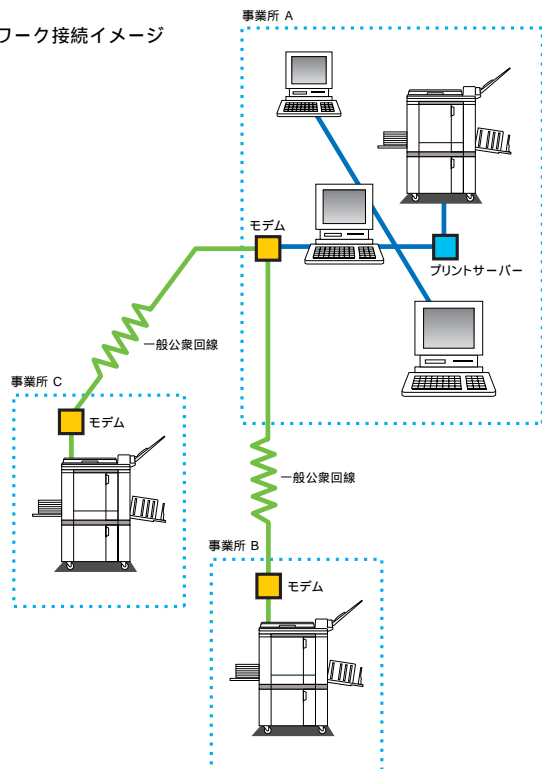 事業所 A
ワーク接続イメージ
モデム
プリントサーバー
一般公衆回線
事業所 C
モデム
一般公衆回線
事業所 B
モデム